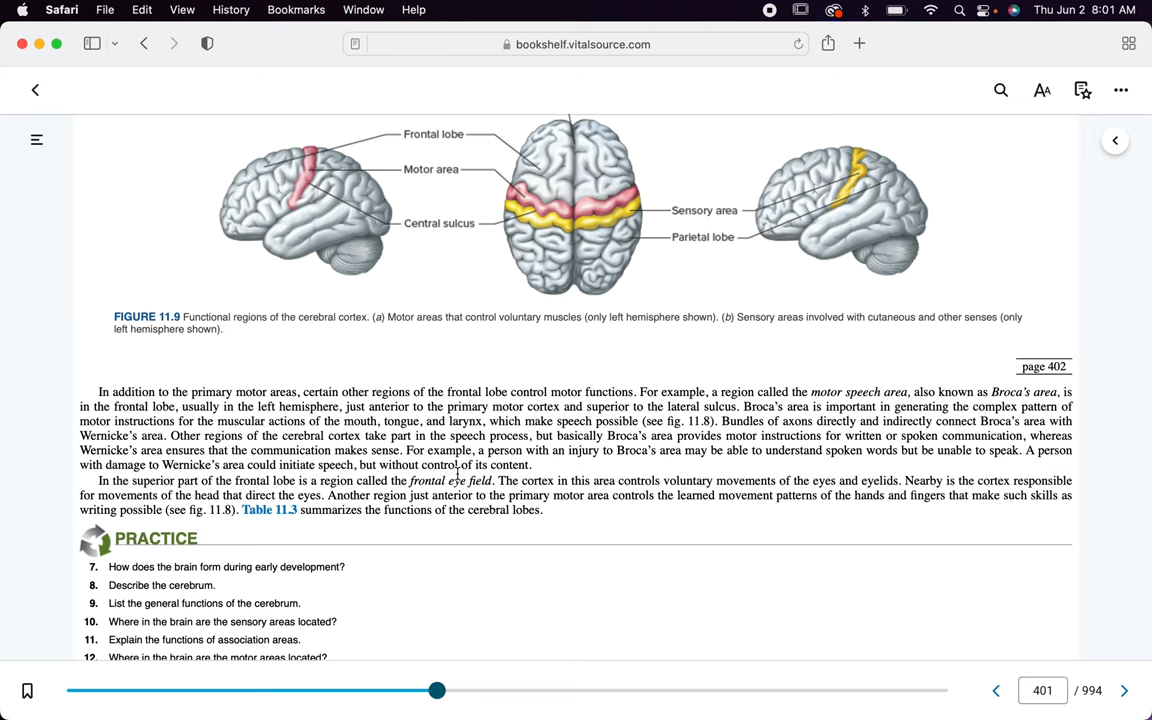 Safari File Edit View History Bookmarks Window Help Thu Jun 2 8:01 AM
bookshelf.vitalsource.com
AA
Frontal lobe
Motor area
Central sulcus
Sensory area
Parietal lobe
FIGURE 11.9 Functional regions of the cerebral cortex. (a) Motor areas that control voluntary muscles (only left hemisphere shown). (b) Sensory areas involved with cutaneous and other senses (only
left hemisphere shown).
page 402
In addition to the primary motor areas, certain other regions of the frontal lobe control motor functions. For example, a region called the motor speech area, also known as Broca's area, is
in the frontal lobe, usually in the left hemisphere, just anterior to the primary motor cortex and superior to the lateral sulcus. Broca's area is important in generating the complex pattern of
motor instructions for the muscular actions of the mouth, tongue, and larynx, which make speech possible (see fig. 11.8). Bundles of axons directly and indirectly connect Broca's area with
Wernicke's area. Other regions of the cerebral cortex take part in the speech process, but basically Broca's area provides motor instructions for written or spoken communication, whereas
Wernicke's area ensures that the communication makes sense. For example, a person with an injury to Broca's area may be able to understand spoken words but be unable to speak. A person
with damage to Wernicke's area could initiate speech, but without control of its content.
In the superior part of the frontal lobe is a region called the frontal eye field. The cortex in this area controls voluntary movements of the eyes and eyelids. Nearby is the cortex responsible
for movements of the head that direct the eyes. Another region just anterior to the primary motor area controls the learned movement patterns of the hands and fingers that make such skills as
writing possible (see fig. 11.8). Table 11.3 summarizes the functions of the cerebral lobes.
PRACTICE
7. How does the brain form during early development?
8. Describe the cerebrum.
9. List the general functions of the cerebrum.
10. Where in the brain are the sensory areas located?
11. Explain the functions of association areas.
12. Where in the brain are the motor areas located?
401 / 994